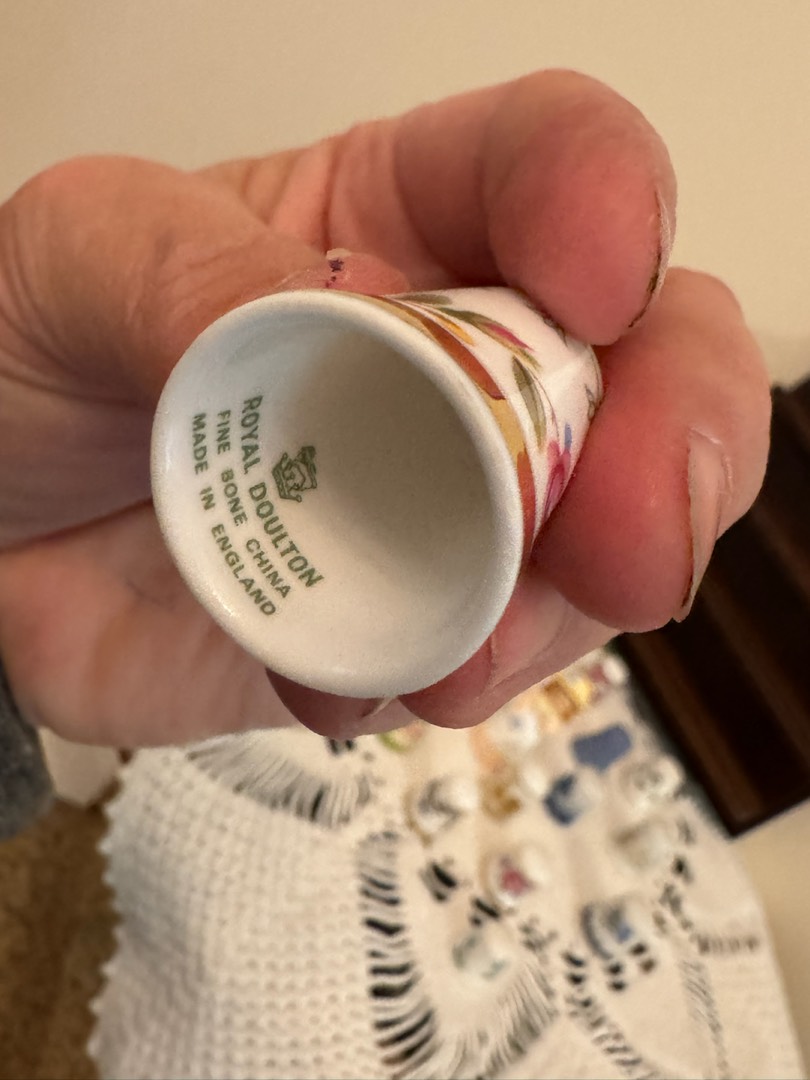 ROYAL DOULTON
FINE BONE CHINA
MADE IN ENGLAND